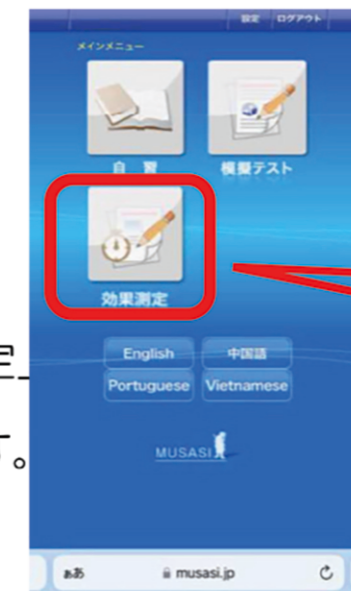 設定 ログアウト
メインメニュー
自 習
模擬テスト
効果測定
English
中国語
Portuguese
Vietnamese
MUSASI
ぁあ
musasi.jp
定
す。